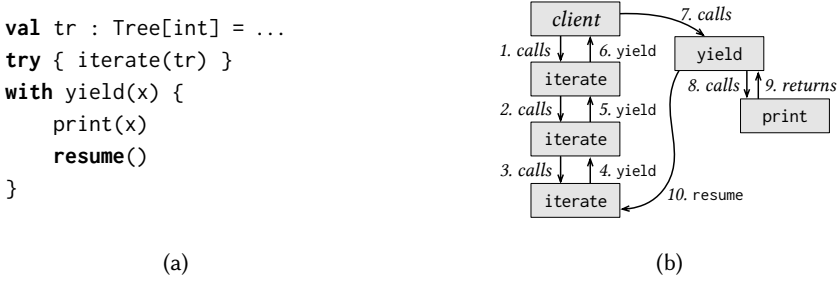 val tr : Tree[int] = ...
try { iterate(tr) }
with yield(x) {
    print(x)
    resume()
}
(a)
client
7. calls
1. calls
6. yield
yield
iterate
8. calls
9. returns
2. calls
5. yield
print
iterate
3. calls
4. yield
10. resume
iterate
(b)